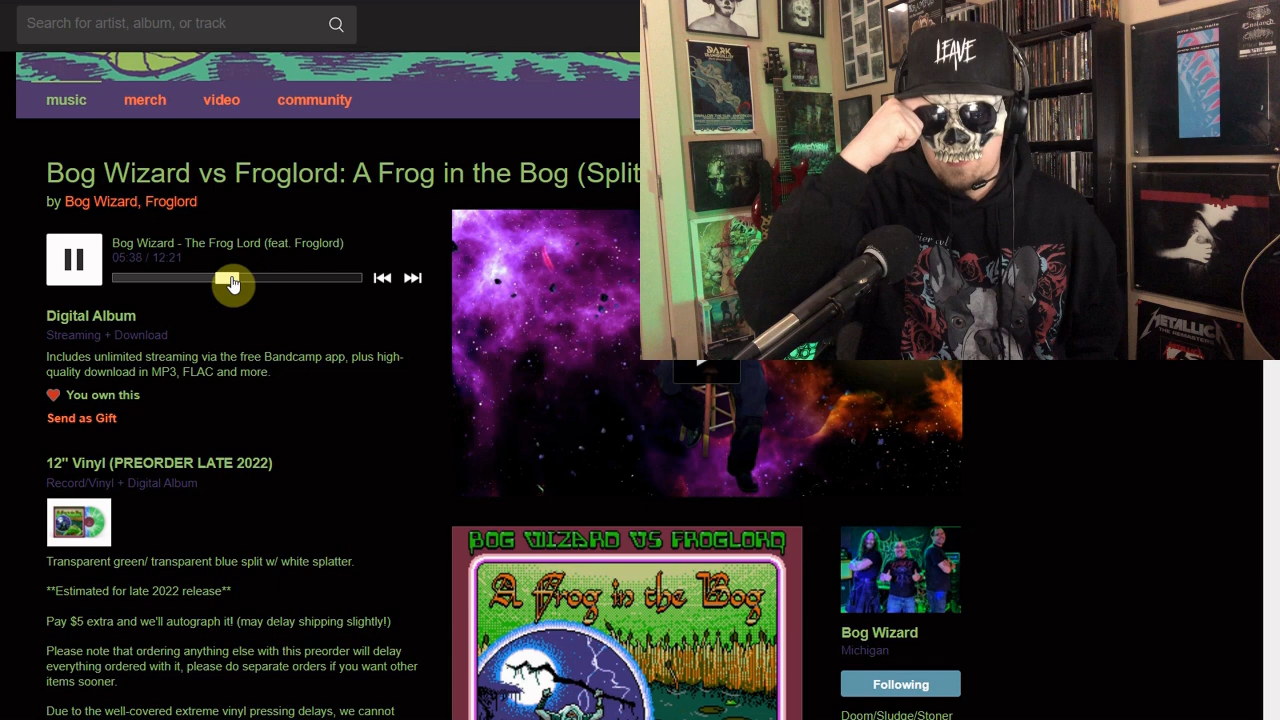 Search for artist, album, or track
music merch video community
Bog Wizard vs Froglord: A Frog in the Bog (Split
by Bog Wizard, Froglord
Bog Wizard - The Frog Lord (feat. Froglord)
05:38 / 12:21
Digital Album
Streaming + Download
Includes unlimited streaming via the free Bandcamp app, plus high-
quality download in MP3, FLAC and more.
You own this
Send as Gift
12" Vinyl (PREORDER LATE 2022)
Record/Vinyl + Digital Album
Transparent green/ transparent blue split w/ white splatter.
**Estimated for late 2022 release**
Pay $5 extra and we'll autograph it! (may delay shipping slightly!)
Please note that ordering anything else with this preorder will delay
everything ordered with it, please do separate orders if you want other
items sooner.
Due to the well-covered extreme vinyl pressing delays, we cannot
BOG WIZARD VS FROGLORD
A Frog in the Bog
Bog Wizard
Michigan
Following
Doom/Sludge/Stoner
LEAVE
DARK
TRANQUILLITY
METALLICA
THE REMASTERS